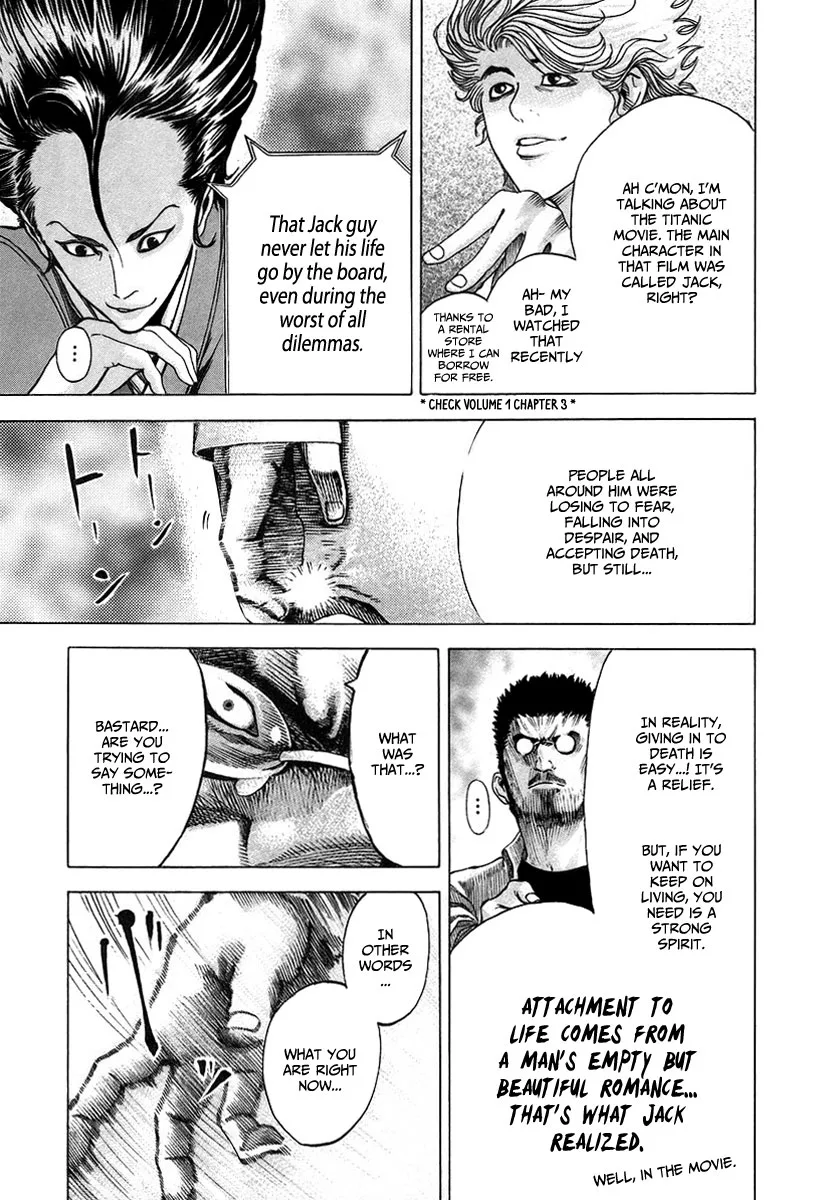 AH C'MON, I'M
TALKING ABOUT
THE TITANIC
MOVIE. THE MAIN
CHARACTER IN
THAT FILM WAS
CALLED JACK,
RIGHT?
AH- MY
BAD, I
WATCHED
THAT
RECENTLY
THANKS TO
A RENTAL
STORE
WHERE I CAN
BORROW
FOR FREE.
* CHECK VOLUME 1 CHAPTER 3 *
That Jack guy
never let his life
go by the board,
even during the
worst of all
dilemmas.
...
PEOPLE ALL
AROUND HIM WERE
LOSING TO FEAR,
FALLING INTO
DESPAIR, AND
ACCEPTING DEATH,
BUT STILL...
トン
トン
IN REALITY,
GIVING IN TO
DEATH IS
EASY...! IT'S
A RELIEF.
...
BUT, IF YOU
WANT TO
KEEP ON
LIVING, YOU
NEED IS A
STRONG
SPIRIT.
ATTACHMENT TO
LIFE COMES FROM
A MAN'S EMPTY BUT
BEAUTIFUL ROMANCE...
THAT'S WHAT JACK
REALIZED.
WELL, IN THE MOVIE.
WHAT
WAS
THAT...?
BASTARD...
ARE YOU
TRYING TO
SAY SOME-
THING...?
IN
OTHER
WORDS
...
WHAT YOU
ARE RIGHT
NOW...